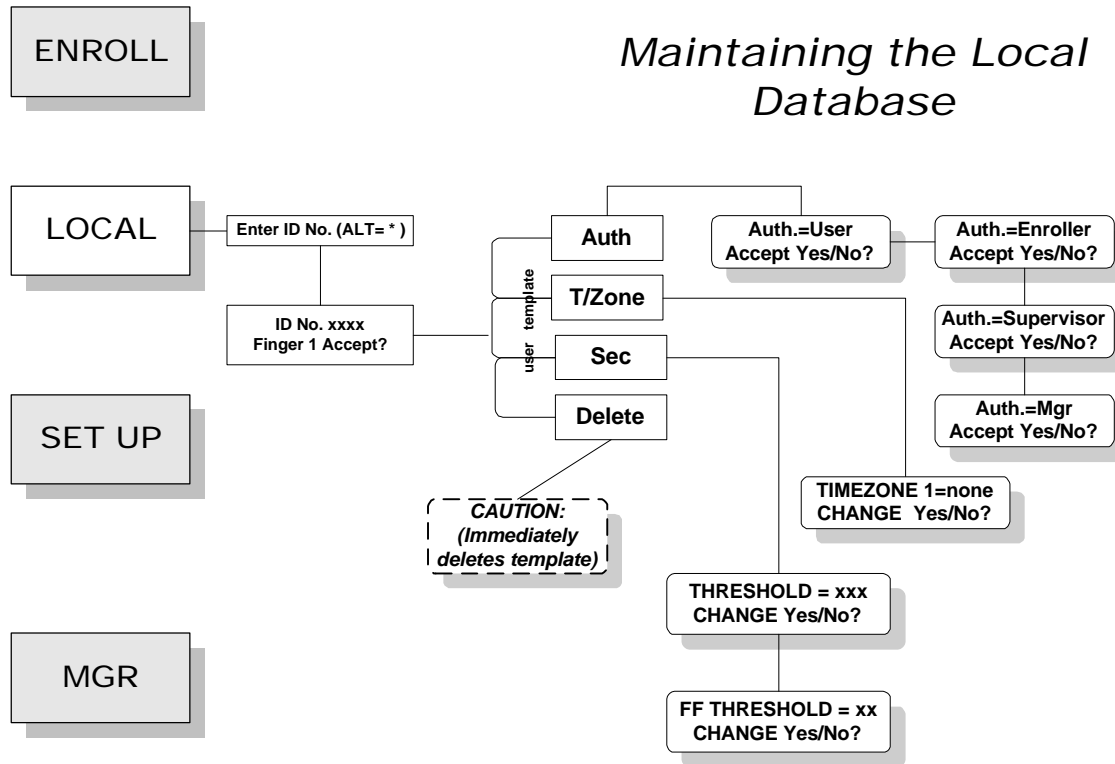 ENROLL
Maintaining the Local
Database
LOCAL
Enter ID No. (ALT= * )
ID No. xxxx
Finger 1 Accept?
user template
Auth
T/Zone
Sec
Delete
Auth.=User
Accept Yes/No?
Auth.=Enroller
Accept Yes/No?
Auth.=Supervisor
Accept Yes/No?
Auth.=Mgr
Accept Yes/No?
SET UP
CAUTION:
(Immediately
deletes template)
TIMEZONE 1=none
CHANGE Yes/No?
THRESHOLD = xxx
CHANGE Yes/No?
MGR
FF THRESHOLD = xx
CHANGE Yes/No?